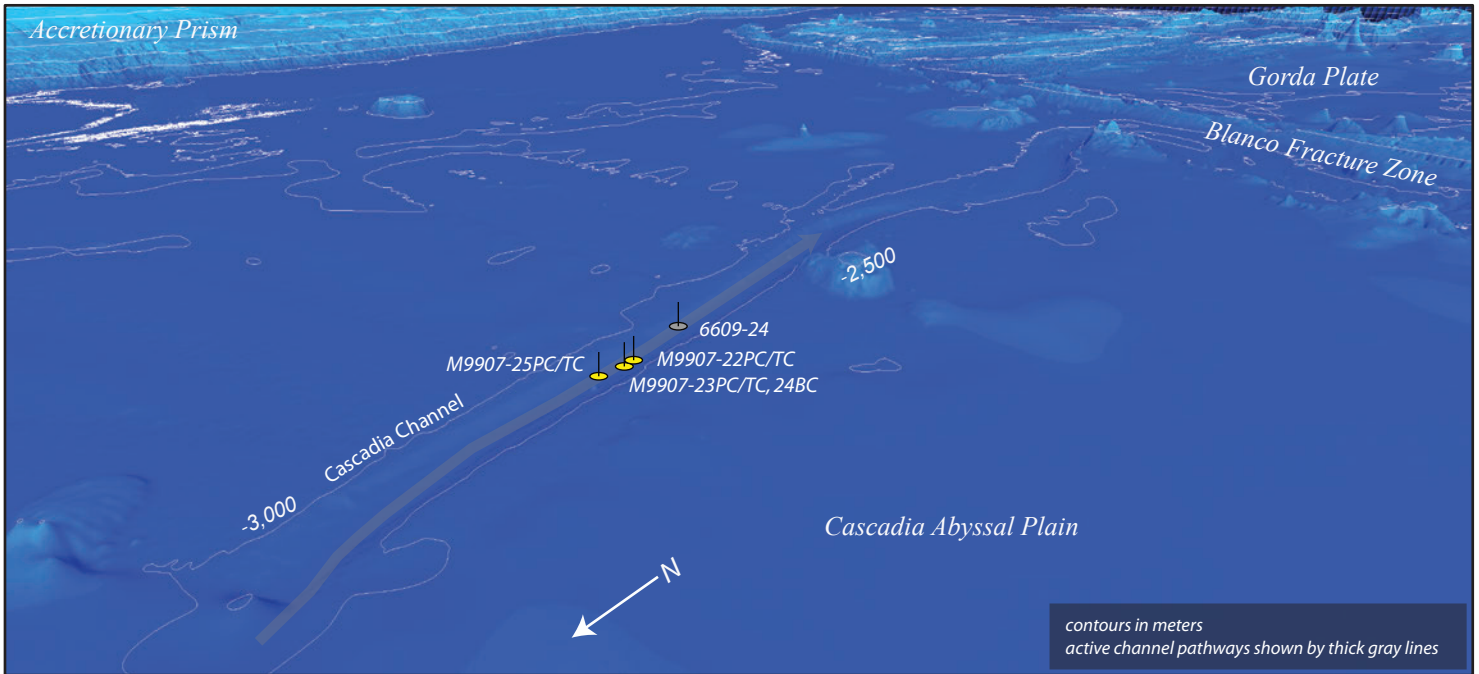 Accretionary Prism
Gorda Plate
Blanco Fracture Zone
-2,500
6609-24
M9907-25PC/TC
M9907-22PC/TC
M9907-23PC/TC, 24BC
Cascadia Channel
-3,000
Cascadia Abyssal Plain
N
contours in meters
active channel pathways shown by thick gray lines